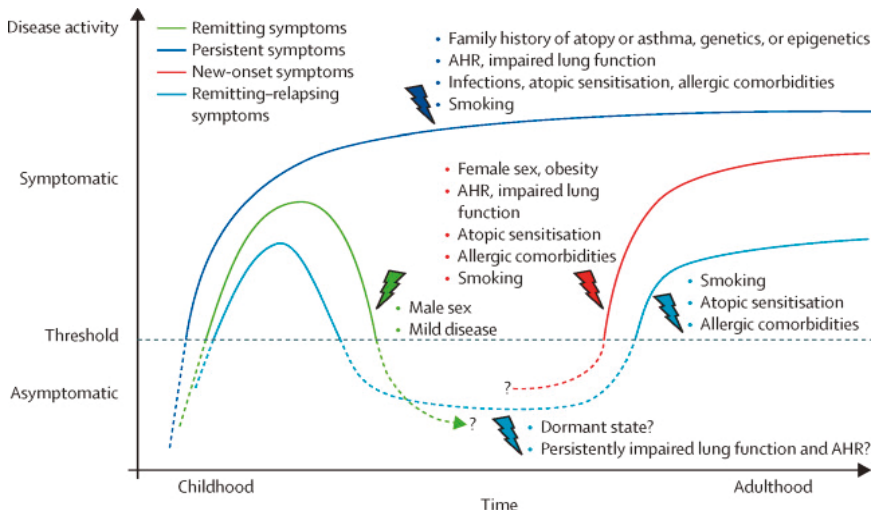 Disease activity
Remitting symptoms
Persistent symptoms
New-onset symptoms
Remitting–relapsing
symptoms
• Family history of atopy or asthma, genetics, or epigenetics
• AHR, impaired lung function
• Infections, atopic sensitisation, allergic comorbidities
• Smoking
Symptomatic
• Female sex, obesity
• AHR, impaired lung
function
• Atopic sensitisation
• Allergic comorbidities
• Smoking
• Male sex
• Mild disease
• Smoking
• Atopic sensitisation
• Allergic comorbidities
Threshold
Asymptomatic
?
?
• Dormant state?
• Persistently impaired lung function and AHR?
Childhood
Adulthood
Time